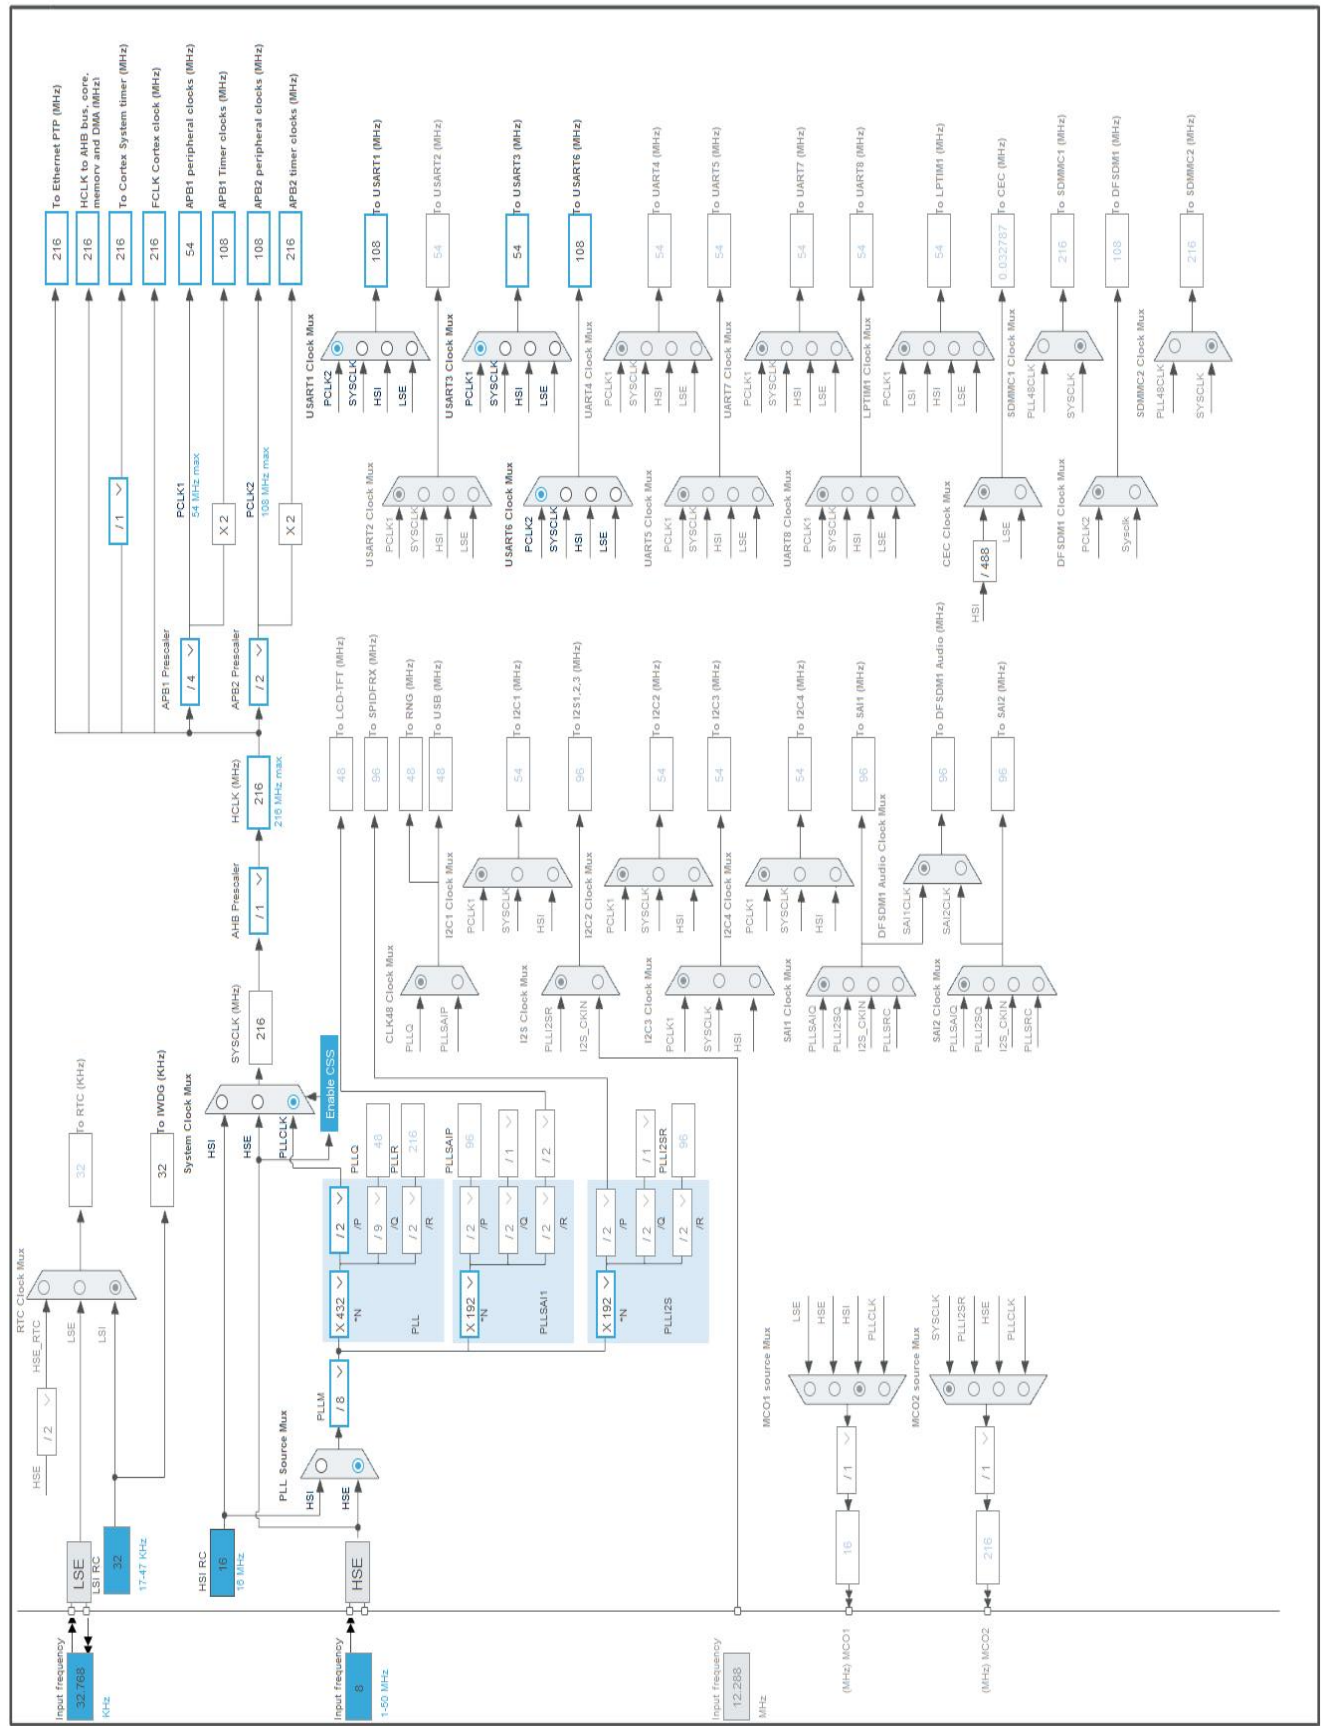 Input frequency
32.768
KHz
LSE
LSI RC
32
17-47 KHz
HSE
/ 2
HSE_RTC
LSE
LSI
RTC Clock Mux
32
To RTC (KHz)
32
To IWDG (KHz)
HSI RC
16
16 MHz
Input frequency
8
1-50 MHz
HSE
PLL Source Mux
HSI
HSE
PLLM
/ 8
X 432
*N
PLL
/ 2
/P
/ 9
/Q
/ 2
/R
PLLQ
48
PLLR
216
X 192
*N
PLLSAI1
/ 2
/P
/ 2
/Q
/ 2
/R
PLLSAIP
96
/ 1
/ 2
X 192
*N
PLLI2S
/ 2
/P
/ 2
/Q
/ 2
/R
/ 1
PLLI2SR
96
System Clock Mux
HSI
HSE
PLLCLK
Enable CSS
SYSCLK (MHz)
216
AHB Prescaler
/ 1
HCLK (MHz)
216
216 MHz max
APB1 Prescaler
/ 4
APB2 Prescaler
/ 2
/ 1
PCLK1
54 MHz max
X 2
PCLK2
108 MHz max
X 2
216
To Ethernet PTP (MHz)
216
HCLK to AHB bus, core,
memory and DMA (MHz)
216
To Cortex System timer (MHz)
216
FCLK Cortex clock (MHz)
54
APB1 peripheral clocks (MHz)
108
APB1 Timer clocks (MHz)
108
APB2 peripheral clocks (MHz)
216
APB2 timer clocks (MHz)
48
To LCD-TFT (MHz)
96
To SPIDFRX (MHz)
48
To RNG (MHz)
48
To USB (MHz)
CLK48 Clock Mux
PLLQ
PLLSAIP
I2C1 Clock Mux
PCLK1
SYSCLK
HSI
54
To I2C1 (MHz)
I2S Clock Mux
PLLI2SR
I2S_CKIN
96
To I2S1,2,3 (MHz)
I2C2 Clock Mux
PCLK1
SYSCLK
HSI
54
To I2C2 (MHz)
I2C3 Clock Mux
PCLK1
SYSCLK
HSI
54
To I2C3 (MHz)
I2C4 Clock Mux
PCLK1
SYSCLK
HSI
54
To I2C4 (MHz)
SAI1 Clock Mux
PLLSAIQ
PLLI2SQ
I2S_CKIN
PLLSRC
96
To SAI1 (MHz)
DFSDM1 Audio Clock Mux
SAI1CLK
SAI2CLK
96
To DFSDM1 Audio (MHz)
SAI2 Clock Mux
PLLSAIQ
PLLI2SQ
I2S_CKIN
PLLSRC
96
To SAI2 (MHz)
USART1 Clock Mux
PCLK2
SYSCLK
HSI
LSE
108
To USART1 (MHz)
USART2 Clock Mux
PCLK1
SYSCLK
HSI
LSE
54
To USART2 (MHz)
USART3 Clock Mux
PCLK1
SYSCLK
HSI
LSE
54
To USART3 (MHz)
USART6 Clock Mux
PCLK2
SYSCLK
HSI
LSE
108
To USART6 (MHz)
UART4 Clock Mux
PCLK1
SYSCLK
HSI
LSE
54
To UART4 (MHz)
UART5 Clock Mux
PCLK1
SYSCLK
HSI
LSE
54
To UART5 (MHz)
UART7 Clock Mux
PCLK1
SYSCLK
HSI
LSE
54
To UART7 (MHz)
UART8 Clock Mux
PCLK1
SYSCLK
HSI
LSE
54
To UART8 (MHz)
LPTIM1 Clock Mux
PCLK1
LSI
HSI
LSE
54
To LPTIM1 (MHz)
CEC Clock Mux
HSI
/ 488
LSE
0.032787
To CEC (MHz)
SDMMC1 Clock Mux
PLL48CLK
SYSCLK
216
To SDMMC1 (MHz)
DFSDM1 Clock Mux
PCLK2
Sysclk
108
To DFSDM1 (MHz)
SDMMC2 Clock Mux
PLL48CLK
SYSCLK
216
To SDMMC2 (MHz)
Input frequency
12.288
MHz
MCO1 source Mux
LSE
HSE
HSI
PLLCLK
/ 1
16
(MHz) MCO1
MCO2 source Mux
SYSCLK
PLLI2SR
HSE
PLLCLK
/ 1
216
(MHz) MCO2